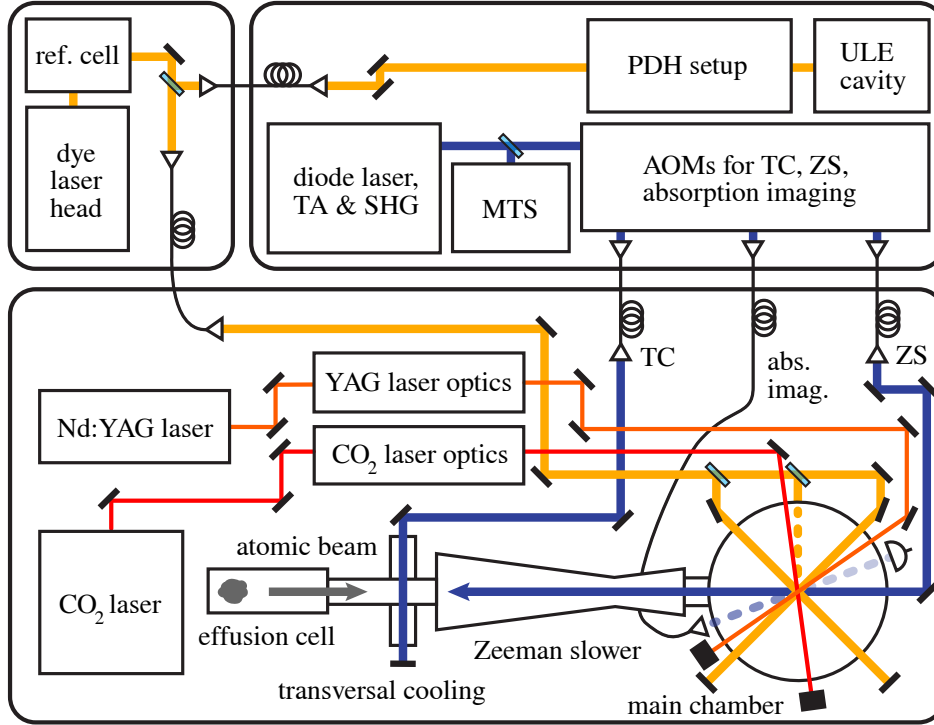 ref. cell
dye
laser
head
PDH setup
ULE
cavity
diode laser,
TA & SHG
MTS
AOMs for TC, ZS,
absorption imaging
TC
abs.
imag.
ZS
YAG laser optics
Nd:YAG laser
CO2 laser optics
atomic beam
CO2 laser
effusion cell
Zeeman slower
transversal cooling
main chamber